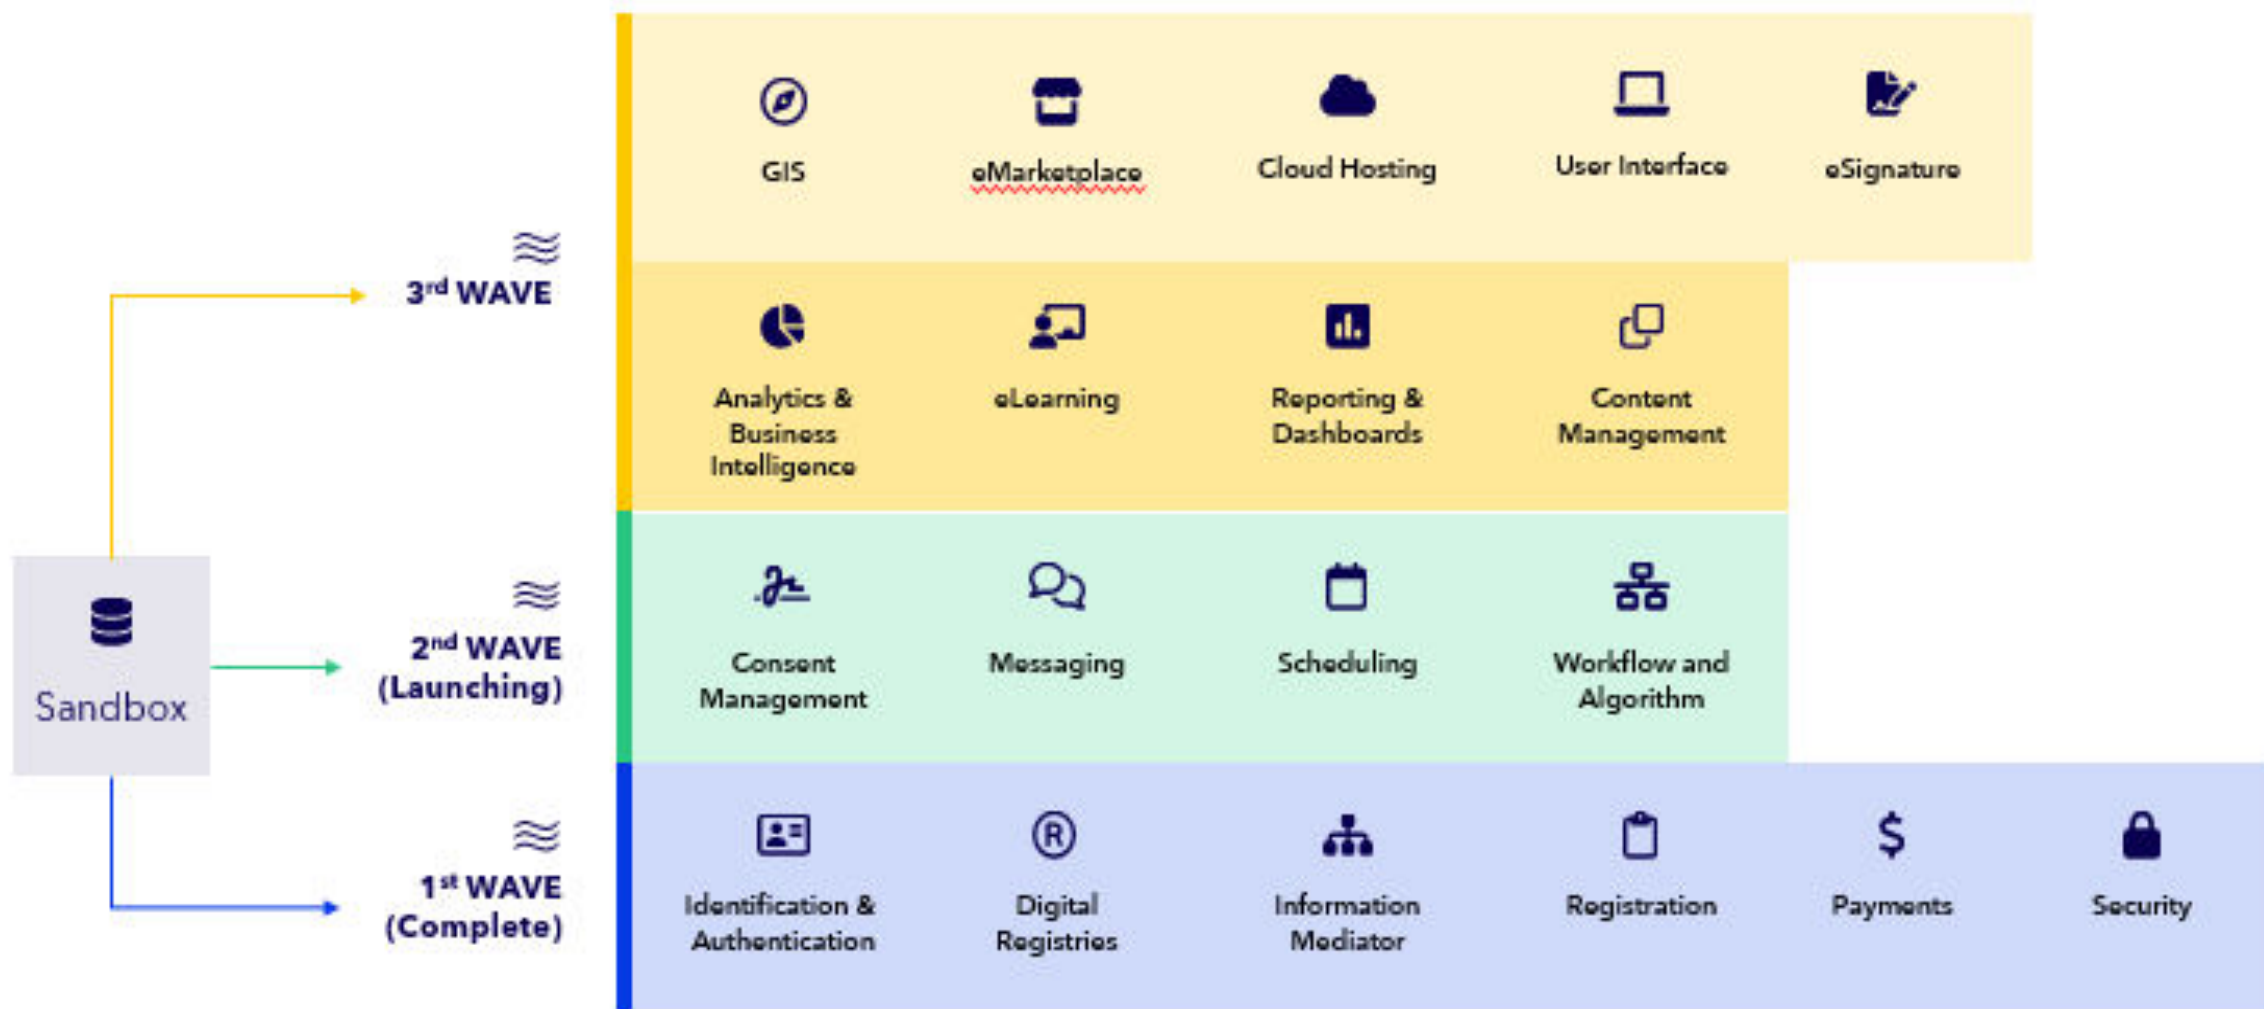 GIS
eMarketplace
Cloud Hosting
User Interface
eSignature
3rd WAVE
Analytics &
Business
Intelligence
eLearning
Reporting &
Dashboards
Content
Management
Sandbox
2nd WAVE
(Launching)
Consent
Management
Messaging
Scheduling
Workflow and
Algorithm
1st WAVE
(Complete)
Identification &
Authentication
Digital
Registries
Information
Mediator
Registration
Payments
Security